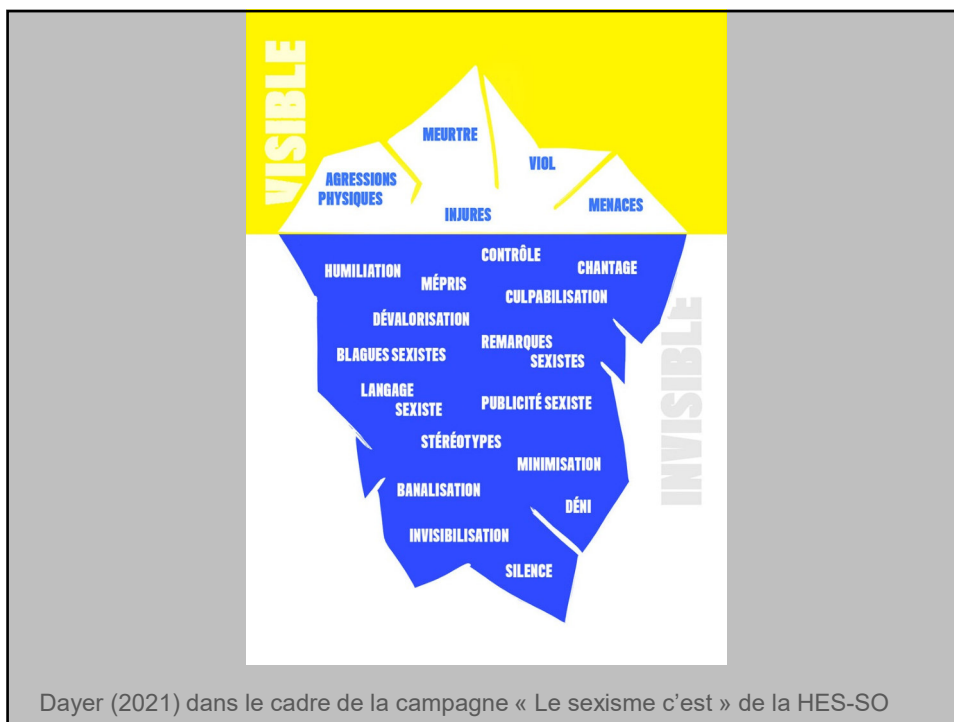 VISIBLE
MEURTRE
VIOL
AGRESSIONS
PHYSIQUES
MENACES
INJURES
CONTRÔLE
HUMILIATION
CHANTAGE
MÉPRIS
CULPABILISATION
DÉVALORISATION
REMARQUES
SEXISTES
BLAGUES SEXISTES
LANGAGE
SEXISTE
PUBLICITÉ SEXISTE
STÉRÉOTYPES
MINIMISATION
BANALISATION
DÉNI
INVISIBILISATION
SILENCE
INVISIBLE
Dayer (2021) dans le cadre de la campagne « Le sexisme c’est » de la HES-SO